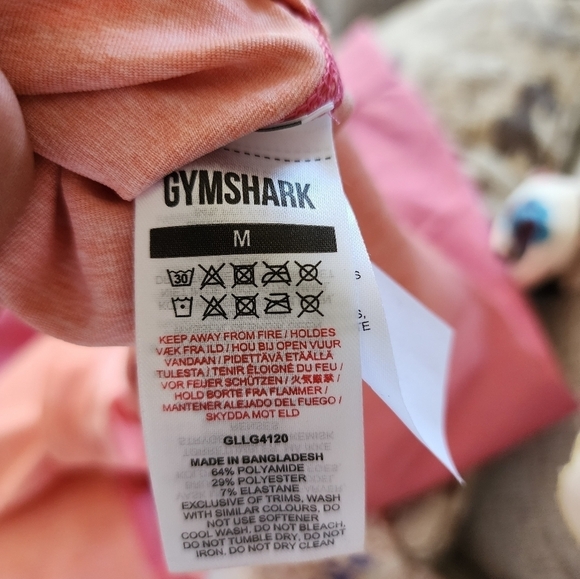 GYMSHARK
M
30
KEEP AWAY FROM FIRE / HOLDES
VÆK FRA ILD / HOU BIJ OPEN VUUR
VANDAAN / PIDETTÄVÄ ETÄÄLLÄ
TULESTA / TENIR ÉLOIGNÉ DU FEU /
VOR FEUER SCHÜTZEN / 火気厳禁 /
HOLD BORTE FRA FLAMMER /
MANTENER ALEJADO DEL FUEGO /
SKYDDA MOT ELD
GLLG4120
MADE IN BANGLADESH
64% POLYAMIDE
29% POLYESTER
7% ELASTANE
EXCLUSIVE OF TRIMS, WASH
WITH SIMILAR COLOURS, DO
NOT USE SOFTENER
COOL WASH. DO NOT BLEACH.
DO NOT TUMBLE DRY. DO NOT
IRON. DO NOT DRY CLEAN